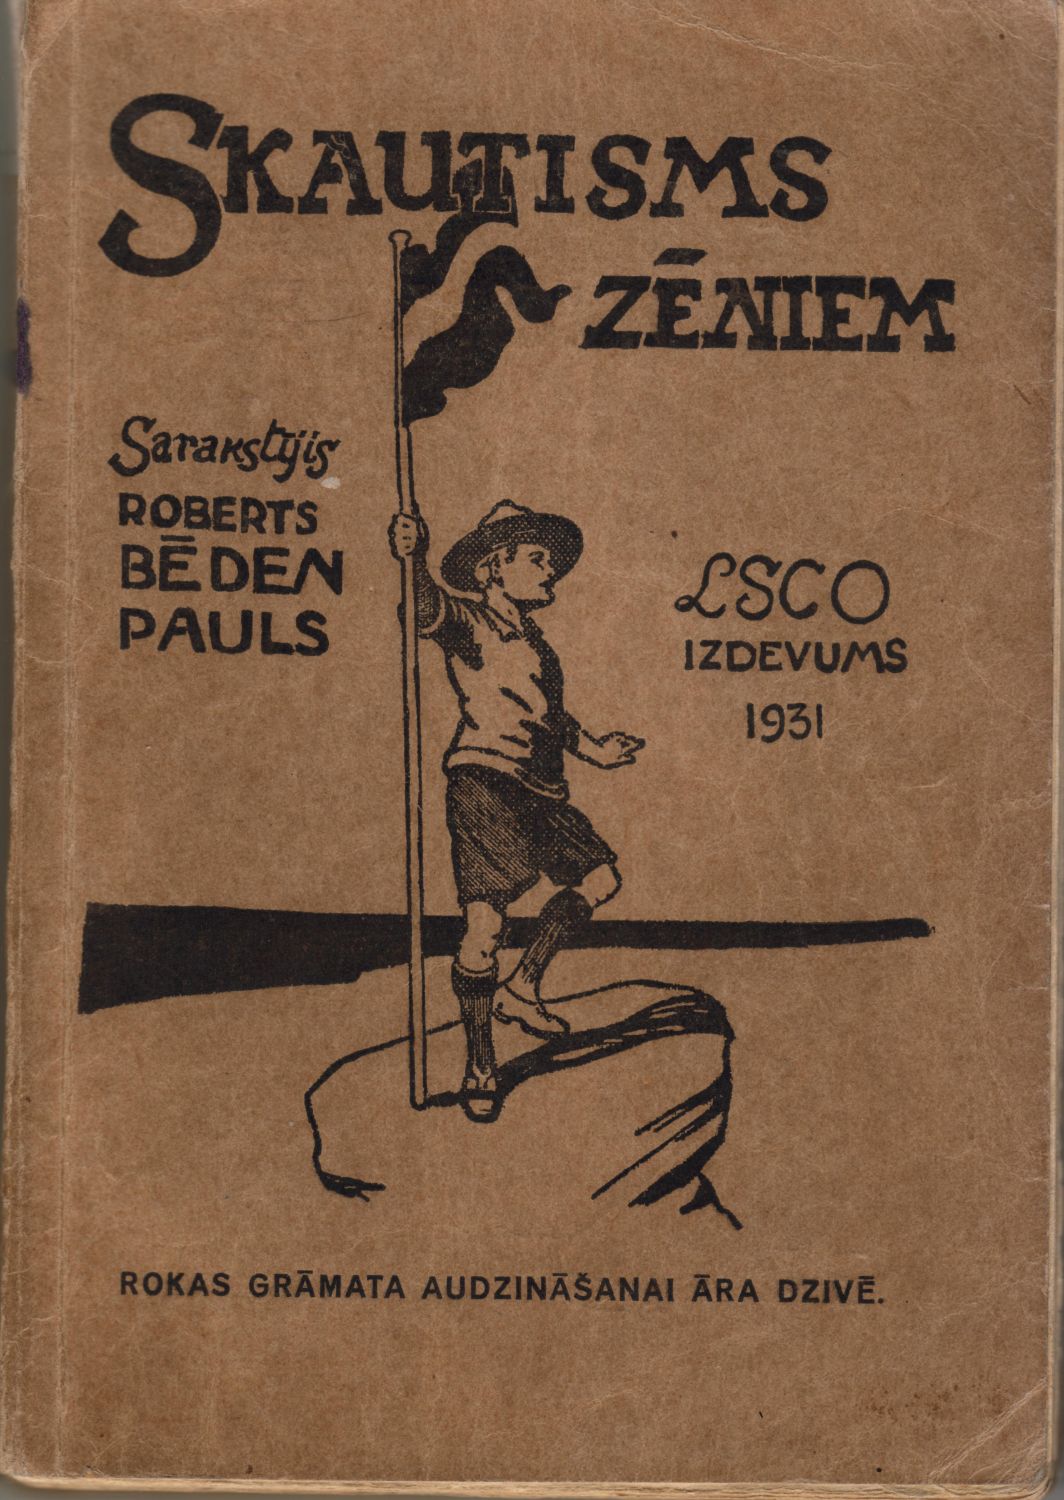 SKAUTISMS
ZĒNIEM
Sarakstījis
ROBERTS
BĒDEN
PAULS
LSCO
IZDEVUMS
1931
ROKAS GRĀMATA AUDZINĀŠANAI ĀRA DZIVĒ.